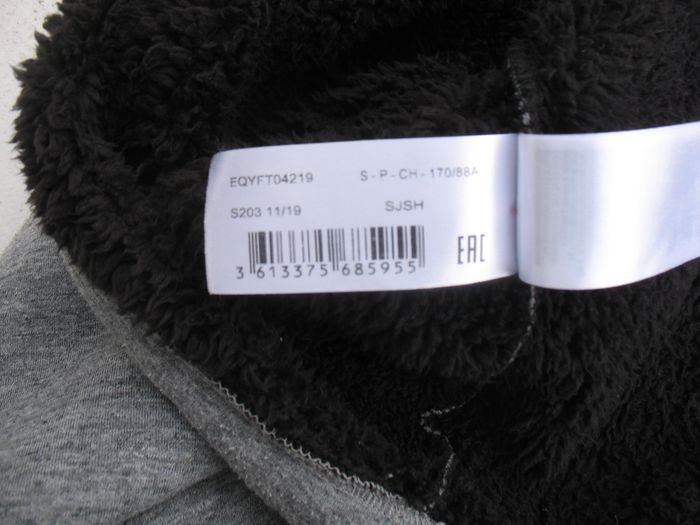 EQYFT04219 S - P - CH - 170/88A
S203 11/19 SJSH
3 613375 685955 EAC